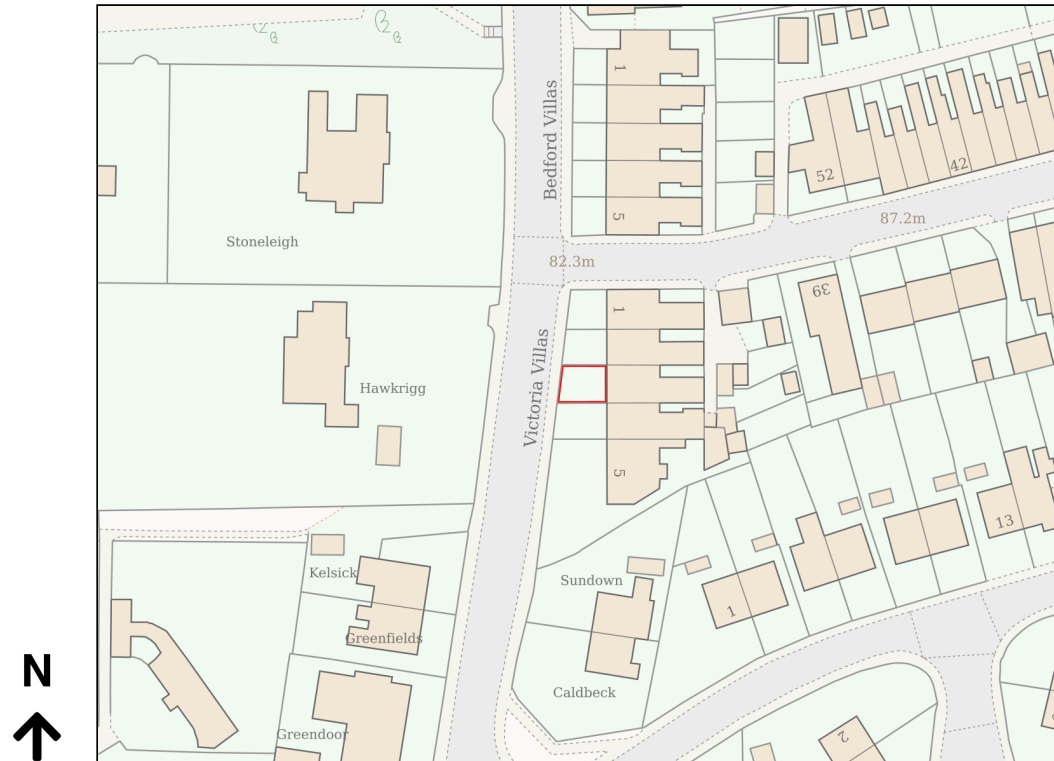 Bedford Villas
1
52
42
5
87.2m
Stoneleigh
82.3m
39
1
Victoria Villas
Hawkrigg
5
13
Kelsick
Sundown
1
Greenfields
N
Caldbeck
Greendoor
2